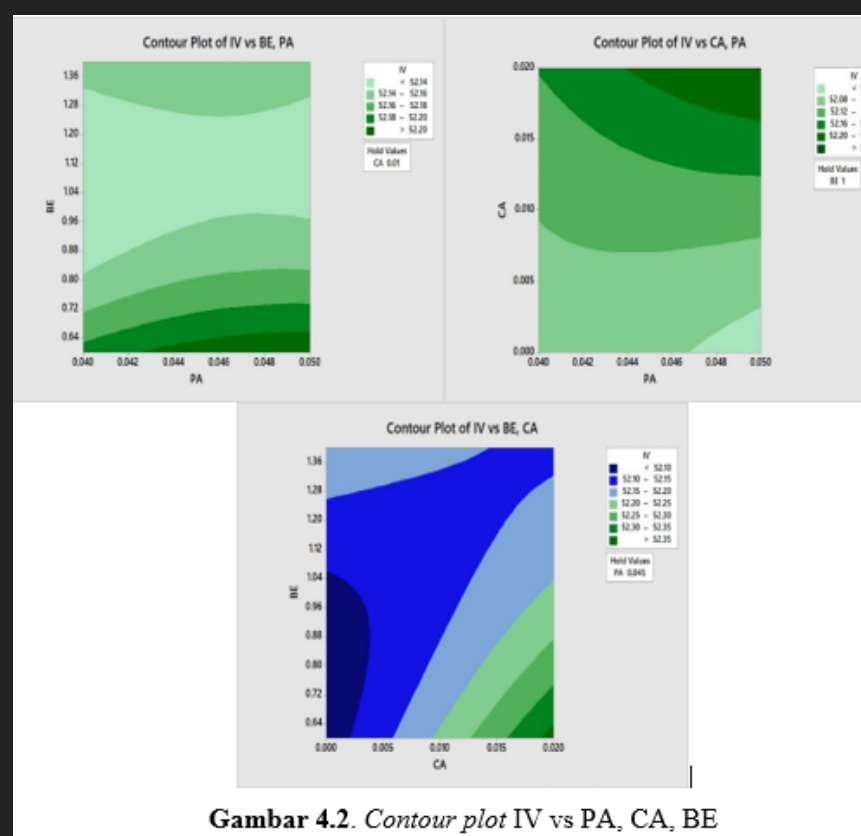 Contour Plot of IV vs BE, PA
BE
1.36
1.28
1.20
1.12
1.04
0.96
0.88
0.80
0.72
0.64
0.040 0.042 0.044 0.046 0.048 0.050
PA
IV
< 52.14
52.14 – 52.16
52.16 – 52.18
52.18 – 52.20
> 52.20
Hold Values
CA 0.01
Contour Plot of IV vs CA, PA
CA
0.020
0.015
0.010
0.005
0.000
0.040 0.042 0.044 0.046 0.048 0.050
PA
IV
<
52.08 –
52.12 –
52.16 –
52.20 –
>
Hold Values
BE 1
Contour Plot of IV vs BE, CA
BE
1.36
1.28
1.20
1.12
1.04
0.96
0.88
0.80
0.72
0.64
0.000 0.005 0.010 0.015 0.020
CA
IV
< 52.10
52.10 – 52.15
52.15 – 52.20
52.20 – 52.25
52.25 – 52.30
52.30 – 52.35
> 52.35
Hold Values
PA 0.045
Gambar 4.2. Contour plot IV vs PA, CA, BE